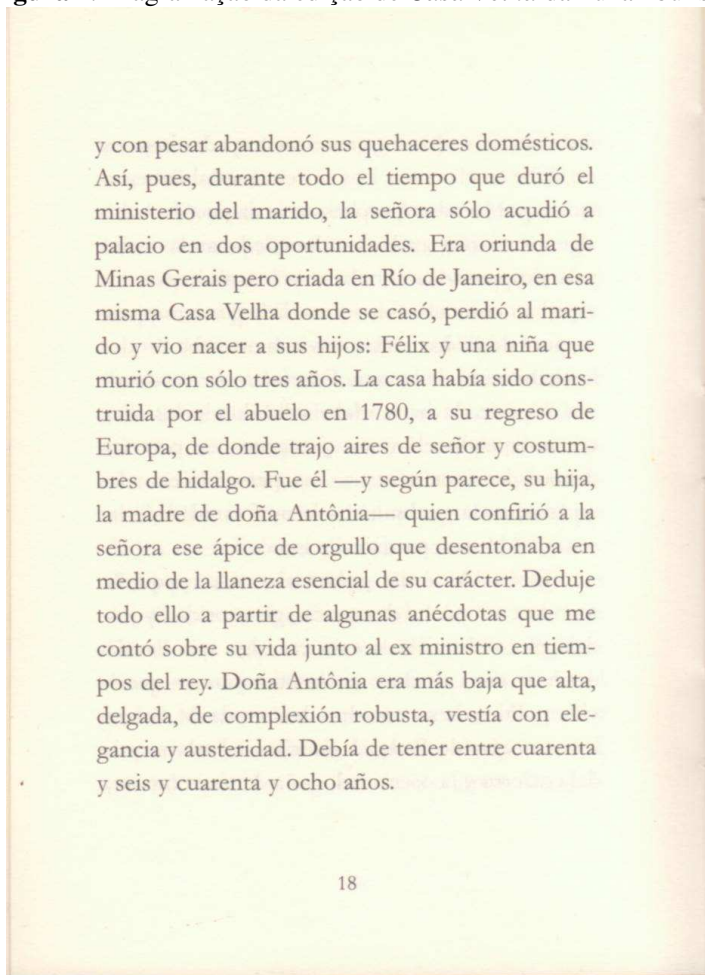 y con pesar abandonó sus quehaceres domésticos.
Así, pues, durante todo el tiempo que duró el
ministerio del marido, la señora sólo acudió a
palacio en dos oportunidades. Era oriunda de
Minas Gerais pero criada en Río de Janeiro, en esa
misma Casa Velha donde se casó, perdió al mari-
do y vio nacer a sus hijos: Félix y una niña que
murió con sólo tres años. La casa había sido cons-
truida por el abuelo en 1780, a su regreso de
Europa, de donde trajo aires de señor y costum-
bres de hidalgo. Fue él —y según parece, su hija,
la madre de doña Antônia— quien confirió a la
señora ese ápice de orgullo que desentonaba en
medio de la llaneza esencial de su carácter. Deduje
todo ello a partir de algunas anécdotas que me
contó sobre su vida junto al ex ministro en tiem-
pos del rey. Doña Antônia era más baja que alta,
delgada, de complexión robusta, vestía con ele-
gancia y austeridad. Debía de tener entre cuarenta
y seis y cuarenta y ocho años.
18